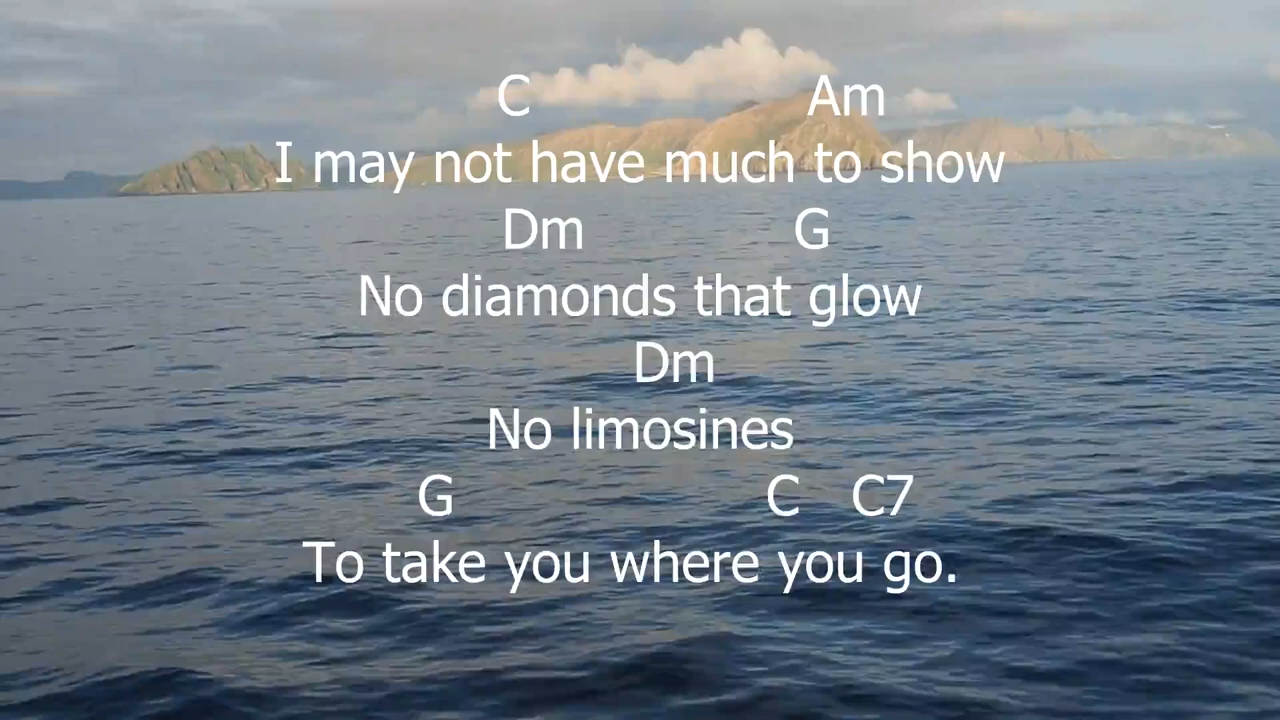 C Am
I may not have much to show
Dm G
No diamonds that glow
Dm
No limosines
G C C7
To take you where you go.